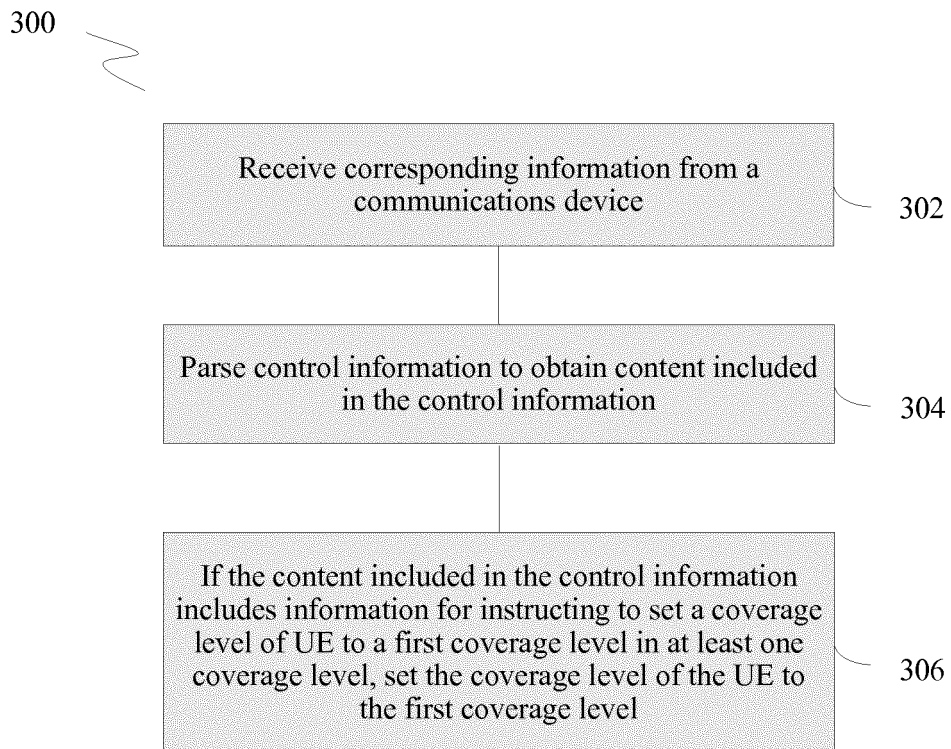 300
Receive corresponding information from a
communications device
302
Parse control information to obtain content included
in the control information
304
If the content included in the control information
includes information for instructing to set a coverage
level of UE to a first coverage level in at least one
coverage level, set the coverage level of the UE to
the first coverage level
306